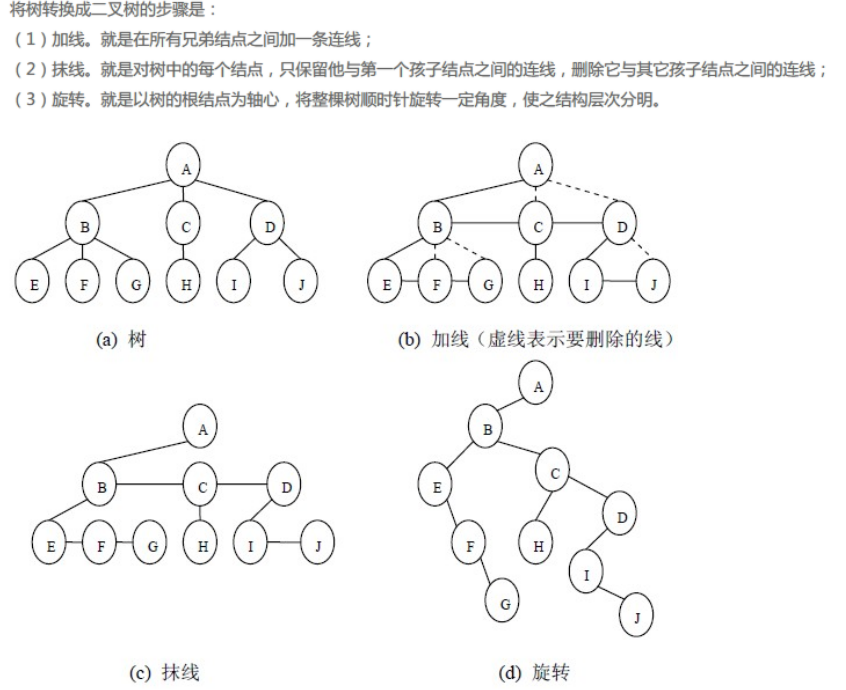 将树转换成二叉树的步骤是：
（1）加线。就是在所有兄弟结点之间加一条连线；
（2）抹线。就是对树中的每个结点，只保留他与第一个孩子结点之间的连线，删除它与其它孩子结点之间的连线；
（3）旋转。就是以树的根结点为轴心，将整棵树顺时针旋转一定角度，使之结构层次分明。
A
B C D
E F G H I J
(a) 树
A
B C D
E F G H I J
(b) 加线（虚线表示要删除的线）
A
B C D
E F G H I J
(c) 抹线
A
B
C
E
D
F
H
I
G
J
(d) 旋转